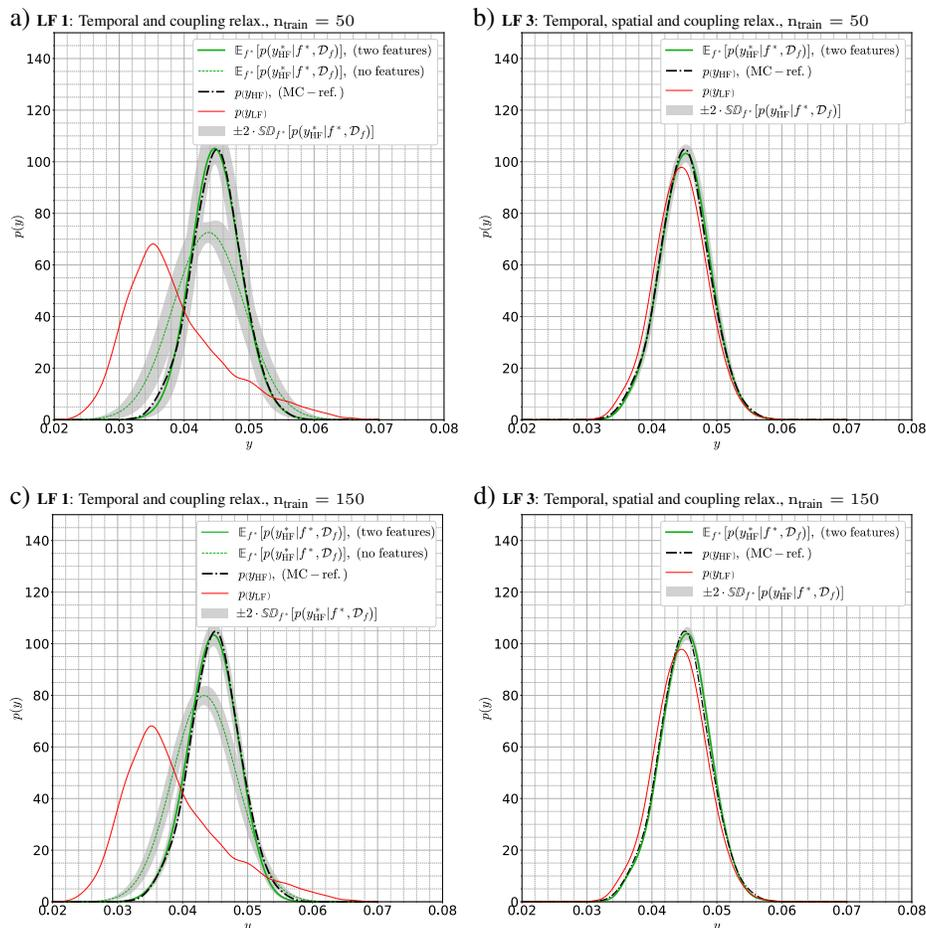 a) LF 1: Temporal and coupling relax., n_train = 50
𝔼_f*[p(y*_HF|f*, 𝒟_f)], (two features)
𝔼_f*[p(y*_HF|f*, 𝒟_f)], (no features)
p(y_HF), (MC − ref.)
p(y_LF)
±2 · 𝕊𝔻_f*[p(y*_HF|f*, 𝒟_f)]
140
120
100
80
60
40
20
0
p(y)
0.02 0.03 0.04 0.05 0.06 0.07 0.08
y
b) LF 3: Temporal, spatial and coupling relax., n_train = 50
𝔼_f*[p(y*_HF|f*, 𝒟_f)], (two features)
p(y_HF), (MC − ref.)
p(y_LF)
±2 · 𝕊𝔻_f*[p(y*_HF|f*, 𝒟_f)]
140
120
100
80
60
40
20
0
p(y)
0.02 0.03 0.04 0.05 0.06 0.07 0.08
y
c) LF 1: Temporal and coupling relax., n_train = 150
𝔼_f*[p(y*_HF|f*, 𝒟_f)], (two features)
𝔼_f*[p(y*_HF|f*, 𝒟_f)], (no features)
p(y_HF), (MC − ref.)
p(y_LF)
±2 · 𝕊𝔻_f*[p(y*_HF|f*, 𝒟_f)]
140
120
100
80
60
40
20
0
p(y)
0.02 0.03 0.04 0.05 0.06 0.07 0.08
y
d) LF 3: Temporal, spatial and coupling relax., n_train = 150
𝔼_f*[p(y*_HF|f*, 𝒟_f)], (two features)
p(y_HF), (MC − ref.)
p(y_LF)
±2 · 𝕊𝔻_f*[p(y*_HF|f*, 𝒟_f)]
140
120
100
80
60
40
20
0
p(y)
0.02 0.03 0.04 0.05 0.06 0.07 0.08
y